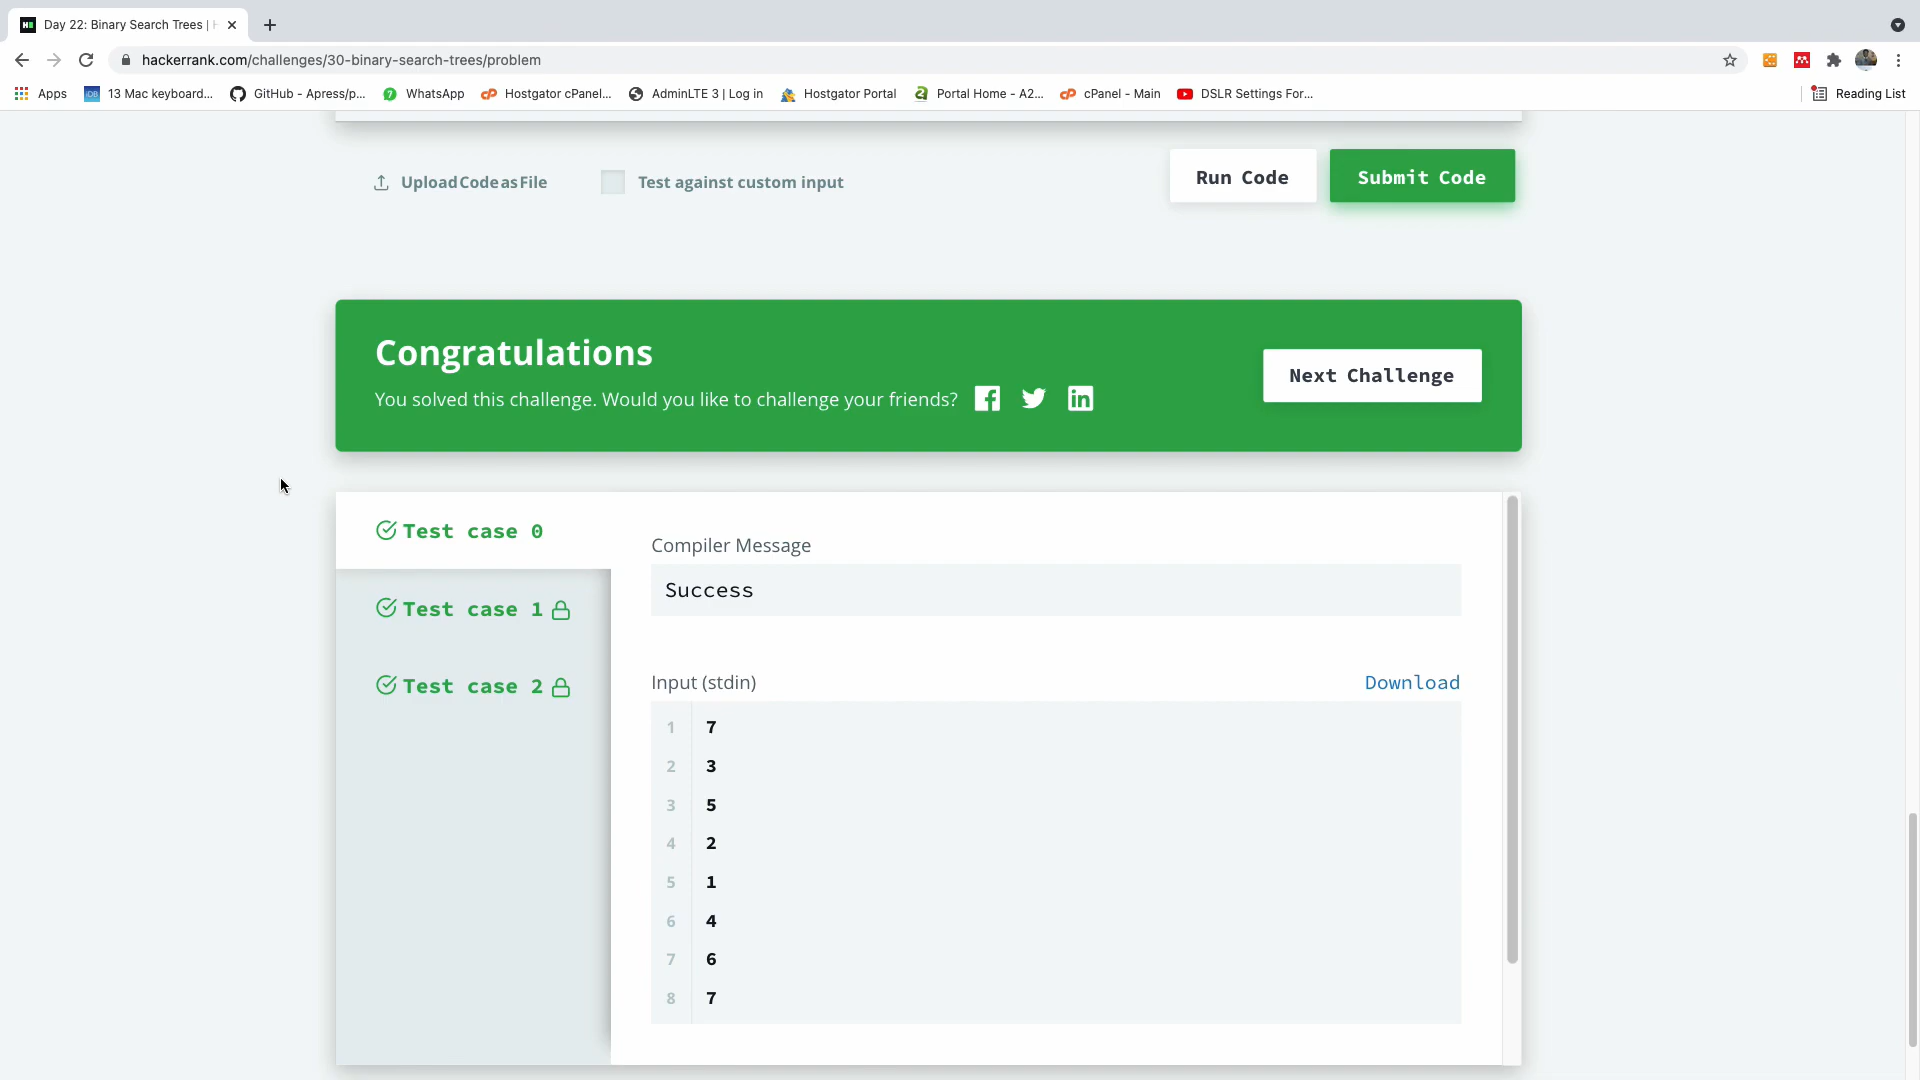 Day 22: Binary Search Trees |
hackerrank.com/challenges/30-binary-search-trees/problem
Apps
13 Mac keyboard...
GitHub - Apress/p...
WhatsApp
Hostgator cPanel...
AdminLTE 3 | Log in
Hostgator Portal
Portal Home - A2...
cPanel - Main
DSLR Settings For...
Reading List
Upload Code as File
Test against custom input
Run Code
Submit Code
Congratulations
You solved this challenge. Would you like to challenge your friends?
Next Challenge
Test case 0
Test case 1
Test case 2
Compiler Message
Success
Input (stdin)
Download
1 7
2 3
3 5
4 2
5 1
6 4
7 6
8 7